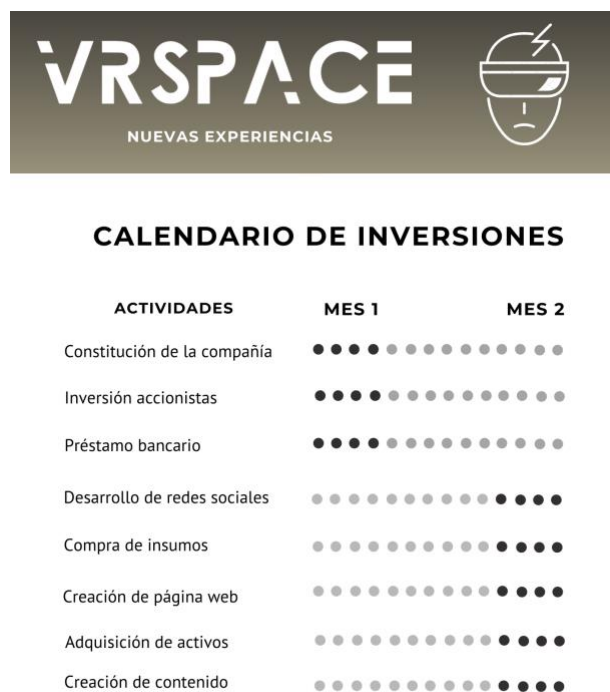 VRSPACE
NUEVAS EXPERIENCIAS
CALENDARIO DE INVERSIONES
ACTIVIDADES MES 1 MES 2
Constitución de la compañía
Inversión accionistas
Préstamo bancario
Desarrollo de redes sociales
Compra de insumos
Creación de página web
Adquisición de activos
Creación de contenido